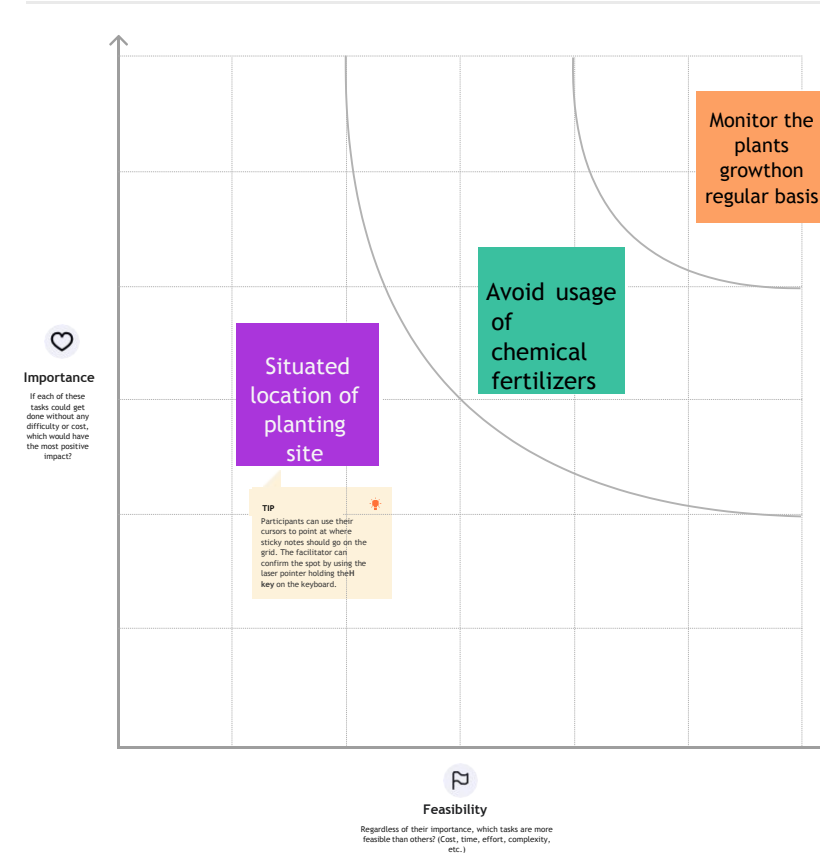 Monitor the
plants
growthon
regular basis
Avoid usage
of
chemical
fertilizers
Situated
location of
planting
site
Importance
If each of these
tasks could get
done without any
difficulty or cost,
which would have
the most positive
impact?
TIP
Participants can use their
cursors to point at where
sticky notes should go on the
grid. The facilitator can
confirm the spot by using the
laser pointer holding theH
key on the keyboard.
Feasibility
Regardless of their importance, which tasks are more
feasible than others? (Cost, time, effort, complexity,
etc.)